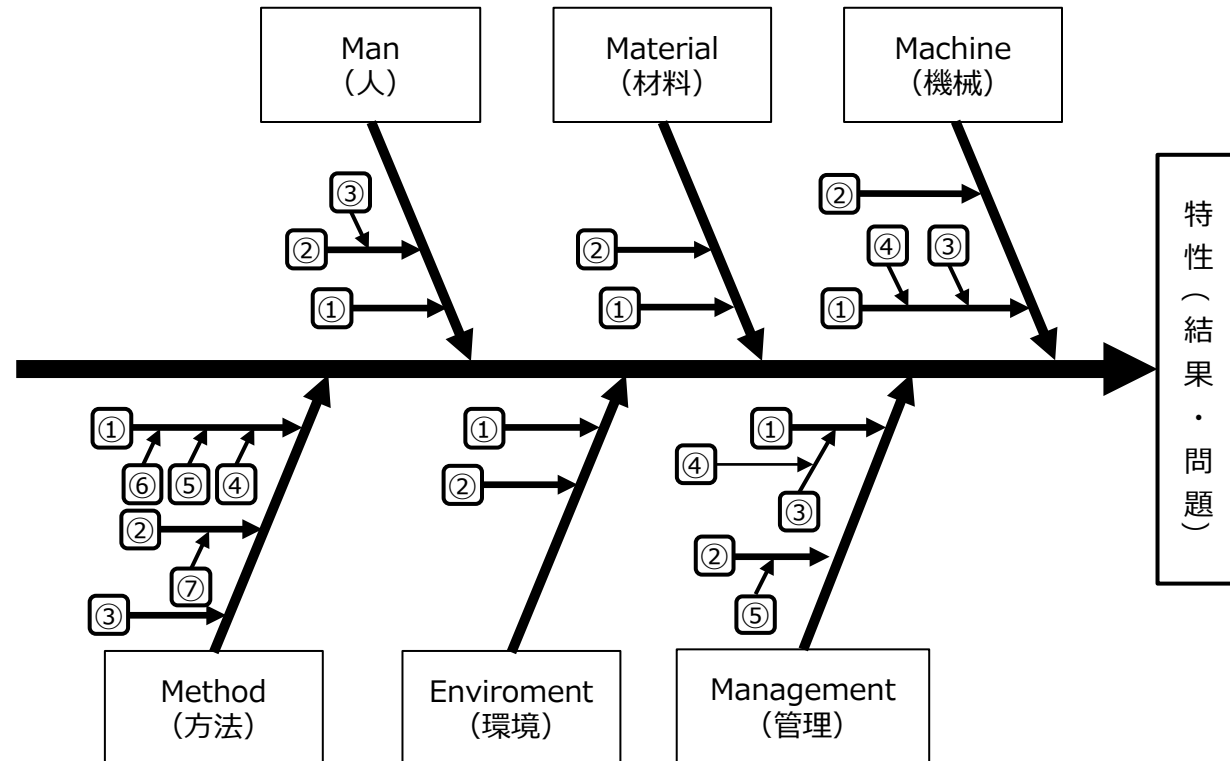 Man
（人）
Material
（材料）
Machine
（機械）
③
②
①
②
①
②
④
③
①
特性（結果・問題）
①
⑥
⑤
④
②
⑦
③
①
②
①
④
③
②
⑤
Method
（方法）
Enviroment
（環境）
Management
（管理）